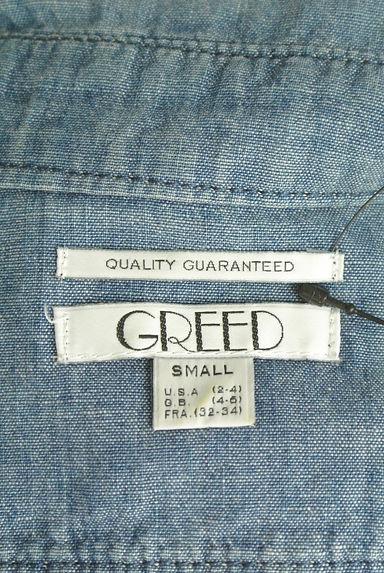 QUALITY GUARANTEED
GREED
SMALL
U.S.A (2-4)
G.B. (4-6)
FRA.(32-34)